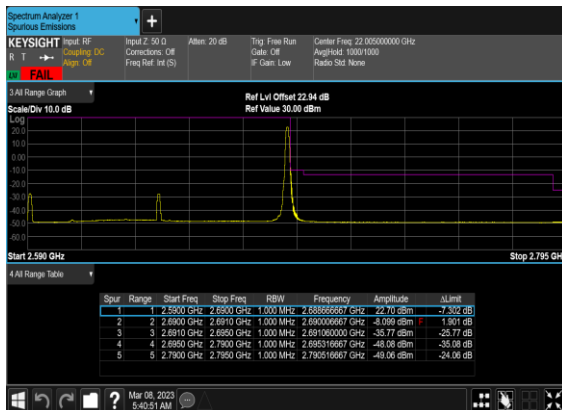 Spectrum Analyzer 1
Spurious Emissions
KEYSIGHT Input: RF Input Z: 50 Ω Atten: 20 dB Trig: Free Run Center Freq: 22.005000000 GHz
R T Coupling: DC Corrections: Off Gate: Off Avg|Hold: 1000/1000
Align: Off Freq Ref: Int (S) IF Gain: Low Radio Std: None
FAIL
3 All Range Graph
Ref Lvl Offset 22.94 dB
Scale/Div 10.0 dB Ref Value 30.00 dBm
Log
20.0
10.0
0.00
-10.0
-20.0
-30.0
-40.0
-50.0
-60.0
Start 2.590 GHz Stop 2.795 GH
4 All Range Table
Spur Range Start Freq Stop Freq RBW Frequency Amplitude ΔLimit
1 1 2.5900 GHz 2.6900 GHz 1.000 MHz 2.688666667 GHz 22.70 dBm -7.302 dB
2 2 2.6900 GHz 2.6910 GHz 1.000 MHz 2.690006667 GHz -8.099 dBm F 1.901 dB
3 3 2.6910 GHz 2.6950 GHz 1.000 MHz 2.691060000 GHz -35.77 dBm -25.77 dB
4 4 2.6950 GHz 2.7900 GHz 1.000 MHz 2.695316667 GHz -48.08 dBm -35.08 dB
5 5 2.7900 GHz 2.7950 GHz 1.000 MHz 2.790516667 GHz -49.06 dBm -24.06 dB
Mar 08, 2023
5:40:51 AM